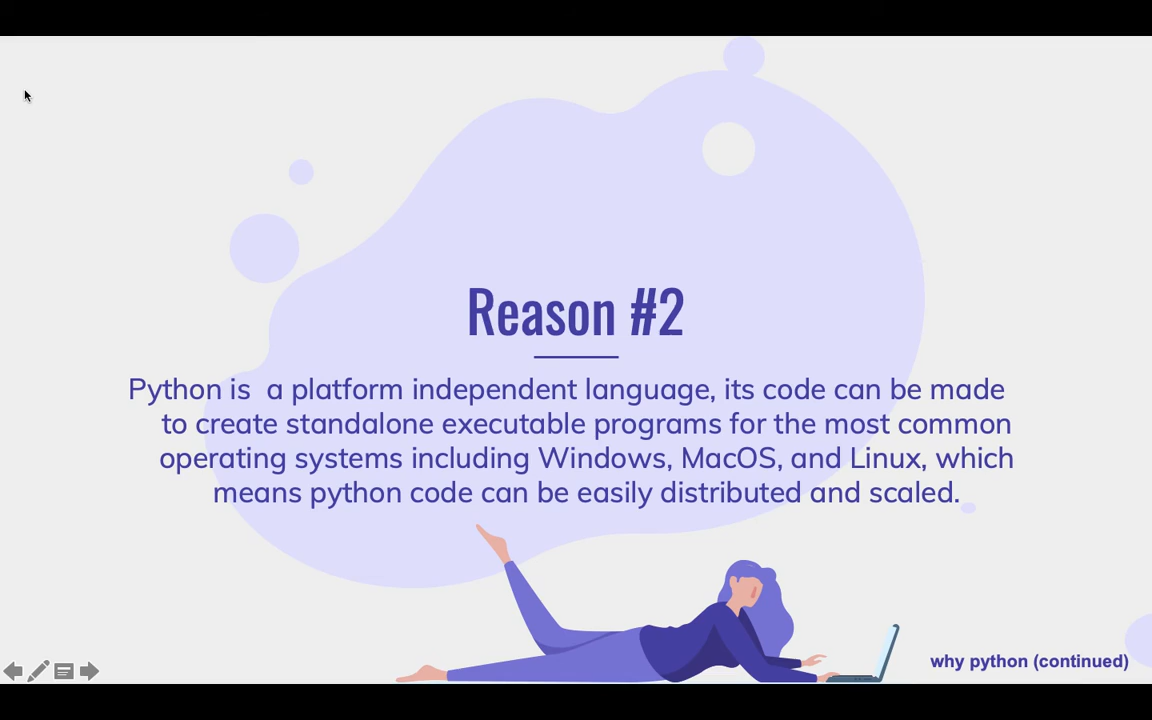 Reason #2
Python is  a platform independent language, its code can be made
to create standalone executable programs for the most common
operating systems including Windows, MacOS, and Linux, which
means python code can be easily distributed and scaled.
why python (continued)